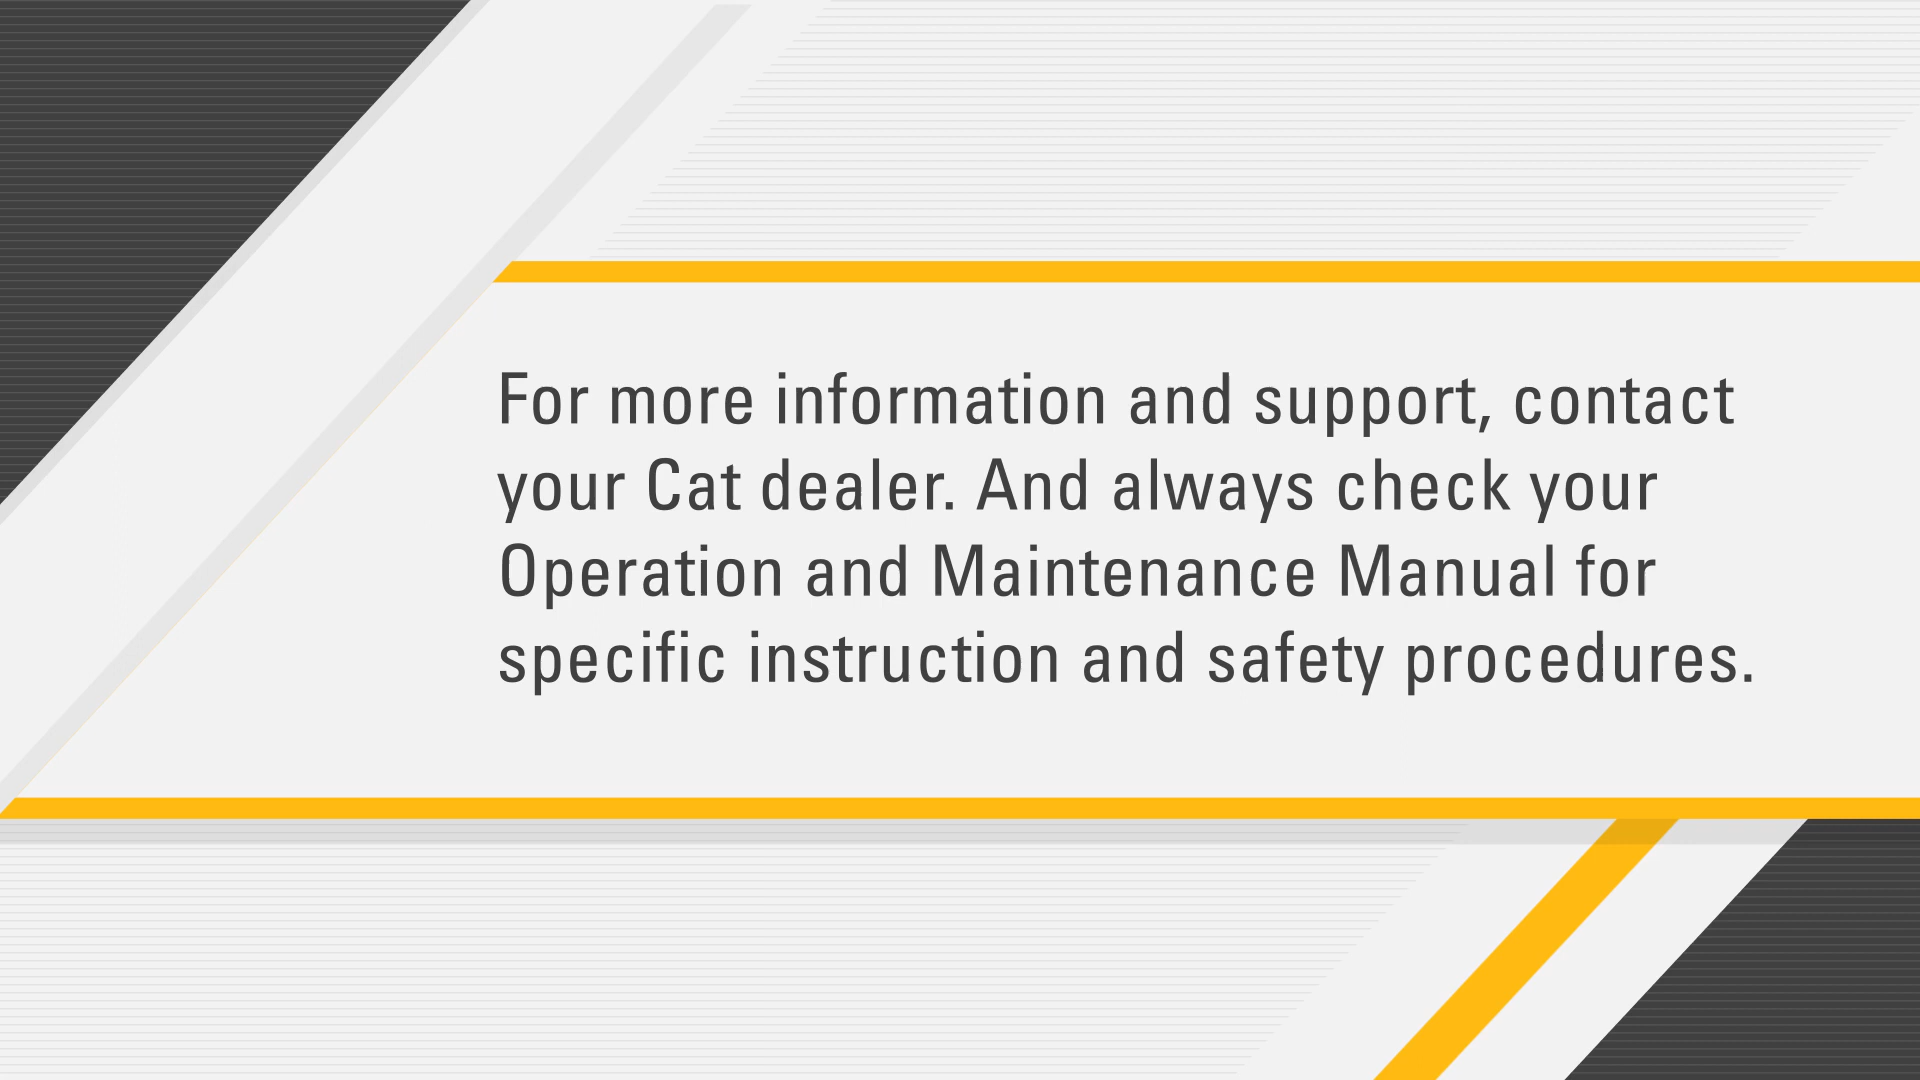 For more information and support, contact
your Cat dealer. And always check your
Operation and Maintenance Manual for
specific instruction and safety procedures.